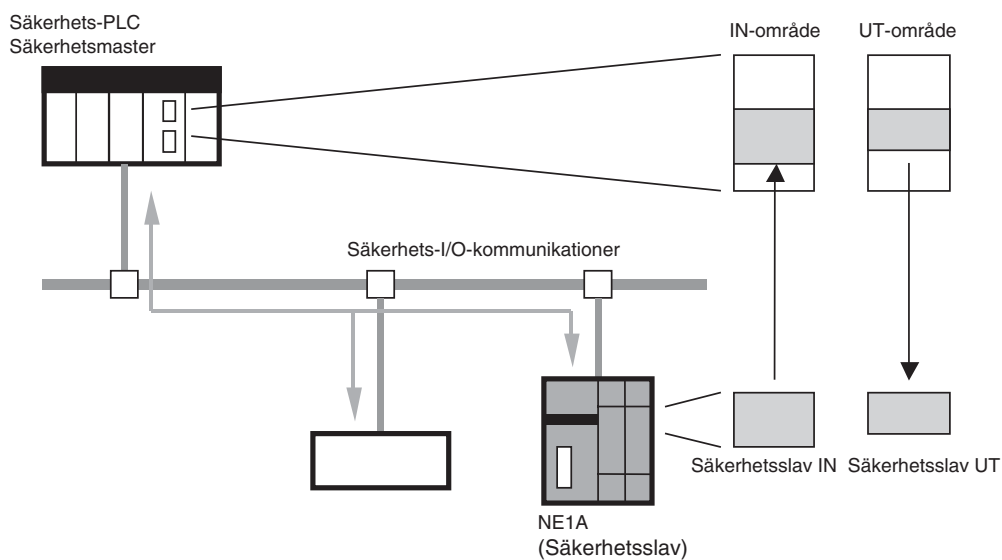 Säkerhets-PLC
Säkerhetsmaster
IN-område
UT-område
Säkerhets-I/O-kommunikationer
Säkerhetsslav IN
Säkerhetsslav UT
NE1A
(Säkerhetsslav)